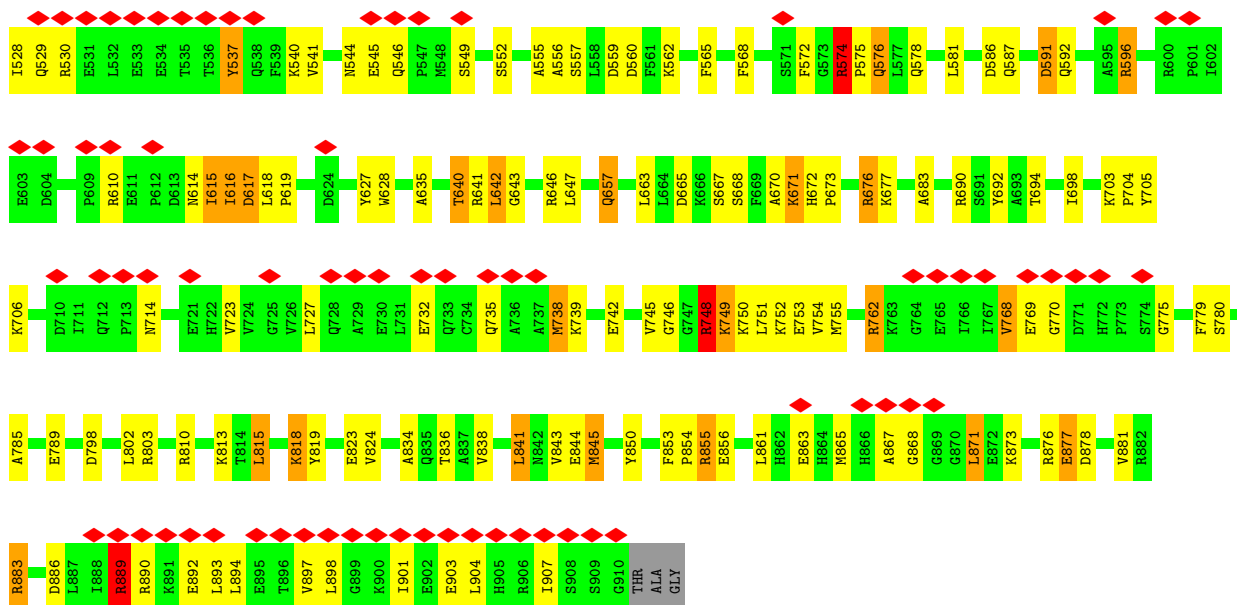 I528 Q529 R530 E531 L532 E533 E534 T535 T536 Y537 Q538 F539 K540 V541 N544 E545 Q546 P547 M548 S549 S552 A555 A556 S557 L558 D559 D560 F561 K562 F565 F568 S571 F572 G573 R574 P575 Q576 L577 Q578 L581 D586 Q587 D591 Q592 A595 R596 R600 P601 I602
E603 D604 P609 R610 E611 P612 D613 N614 I615 I616 D617 L618 P619 D624 Y627 W628 A635 T640 R641 L642 G643 R646 L647 Q657 L663 L664 D665 K666 S667 S668 F669 A670 K671 H672 P673 R676 K677 A683 R690 S691 Y692 A693 T694 I698 K703 P704 Y705
K706 D710 I711 Q712 P713 N714 E721 H722 V723 V724 G725 V726 L727 Q728 A729 E730 L731 E732 Q733 C734 Q735 A736 A737 M738 K739 E742 V745 G746 G747 R748 K749 K750 L751 K752 E753 V754 M755 R762 K763 G764 E765 I766 I767 V768 E769 G770 D771 H772 P773 S774 G775 F779 S780
A785 E789 D798 L802 R803 R810 K813 T814 L815 K818 Y819 E823 V824 A834 Q835 T836 A837 V838 L841 N842 V843 E844 M845 Y850 F853 P854 R855 E856 L861 H862 E863 H864 M865 H866 A867 G868 G869 G870 L871 E872 K873 R876 E877 D878 V881 R882
R883 D886 L887 I888 R889 R890 K891 E892 L893 L894 E895 T896 V897 L898 G899 K900 I901 E902 E903 L904 H905 R906 I907 S908 S909 G910 THR ALA GLY